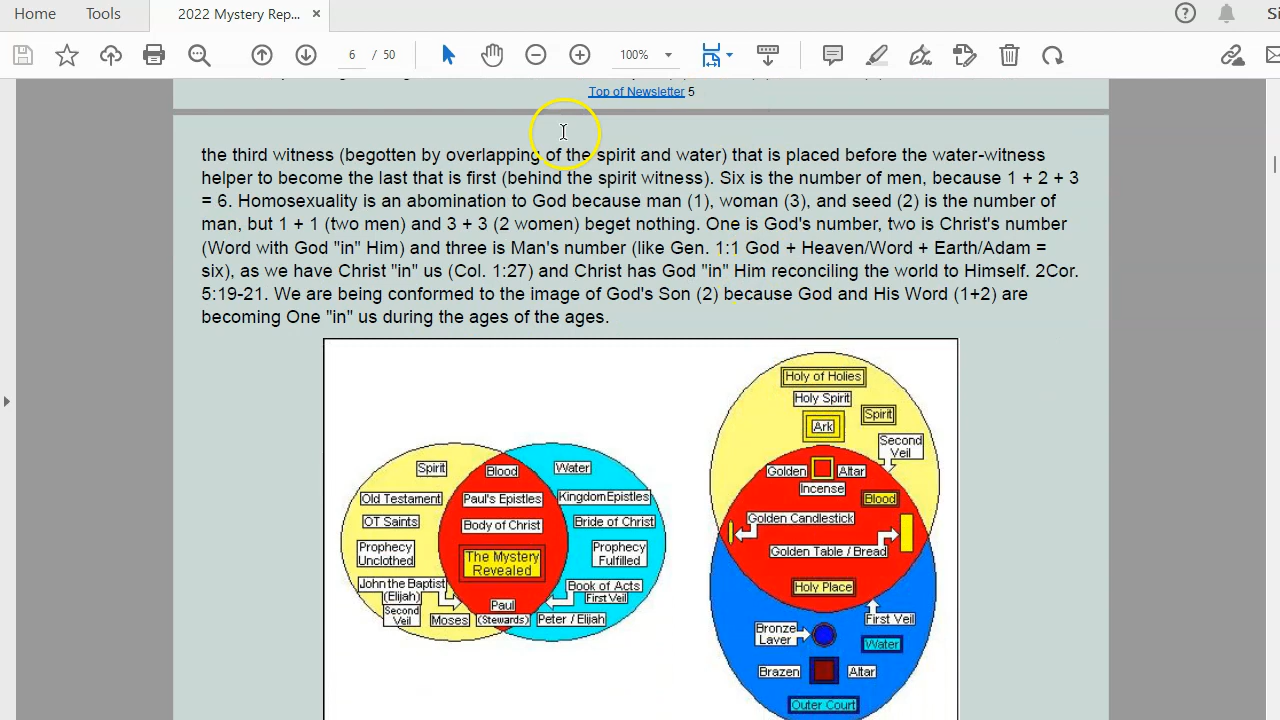 Home
Tools
2022 Mystery Rep...
6 / 50
100%
Top of Newsletter 5
the third witness (begotten by overlapping of the spirit and water) that is placed before the water-witness
helper to become the last that is first (behind the spirit witness). Six is the number of men, because 1 + 2 + 3
= 6. Homosexuality is an abomination to God because man (1), woman (3), and seed (2) is the number of
man, but 1 + 1 (two men) and 3 + 3 (2 women) beget nothing. One is God's number, two is Christ's number
(Word with God "in" Him) and three is Man's number (like Gen. 1:1 God + Heaven/Word + Earth/Adam =
six), as we have Christ "in" us (Col. 1:27) and Christ has God "in" Him reconciling the world to Himself. 2Cor.
5:19-21. We are being conformed to the image of God's Son (2) because God and His Word (1+2) are
becoming One "in" us during the ages of the ages.
Spirit
Old Testament
OT Saints
Prophecy
Unclothed
John the Baptist
(Elijah)
Second
Veil
Moses
Blood
Paul's Epistles
Body of Christ
The Mystery
Revealed
Paul
(Stewards)
Water
KingdomEpistles
Bride of Christ
Prophecy
Fulfilled
Book of Acts
First Veil
Peter / Elijah
Holy of Holies
Holy Spirit
Spirit
Ark
Second
Veil
Golden
Altar
Incense
Blood
Golden Candlestick
Golden Table / Bread
Holy Place
First Veil
Bronze
Laver
Water
Brazen
Altar
Outer Court